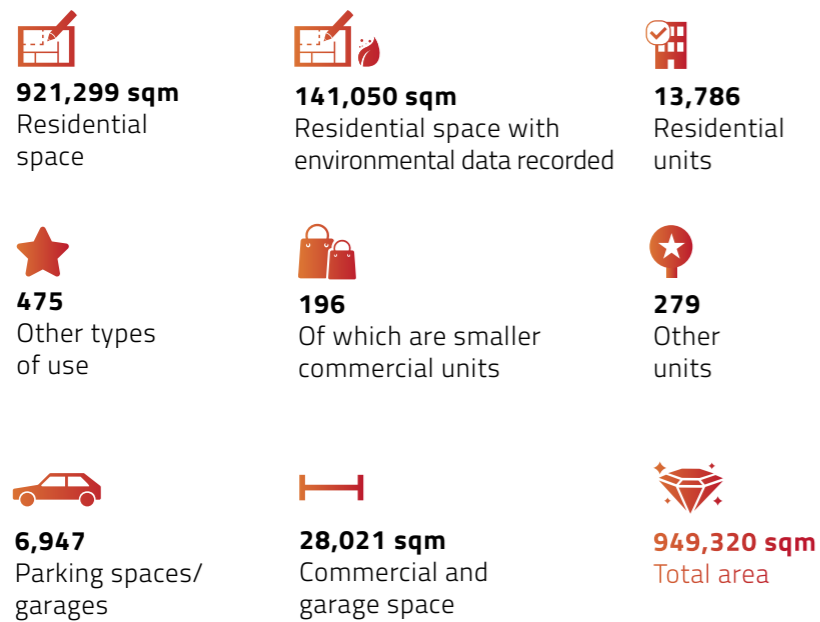 921,299 sqm
Residential
space
141,050 sqm
Residential space with
environmental data recorded
13,786
Residential
units
475
Other types
of use
196
Of which are smaller
commercial units
279
Other
units
6,947
Parking spaces/
garages
28,021 sqm
Commercial and
garage space
949,320 sqm
Total area